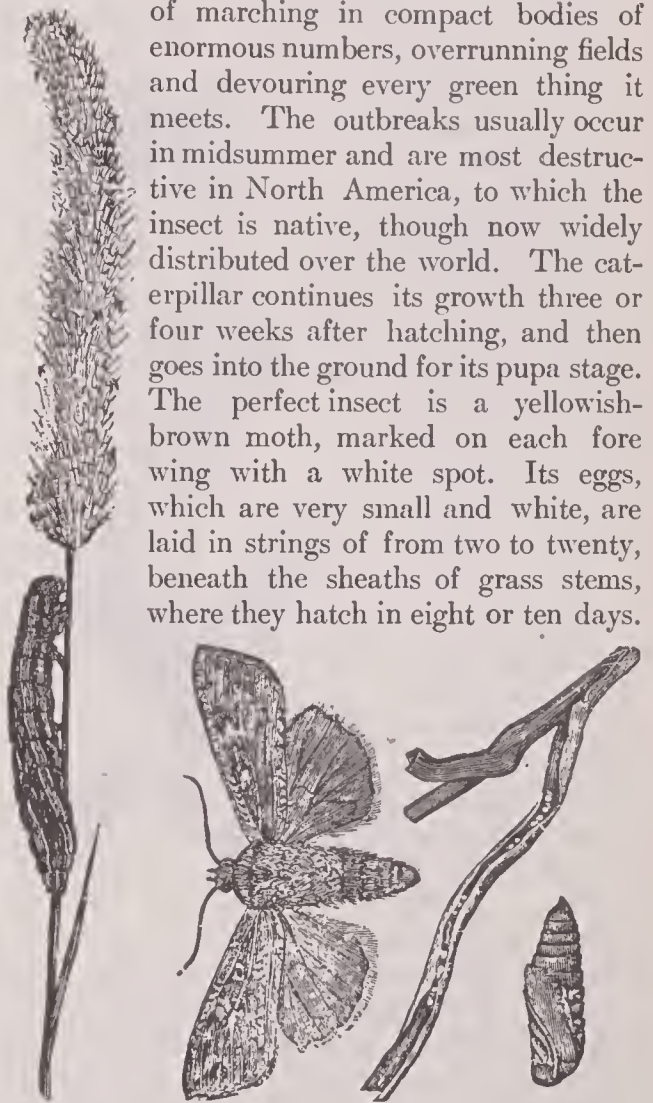 of marching in compact bodies of
enormous numbers, overrunning fields
and devouring every green thing it
meets. The outbreaks usually occur
in midsummer and are most destruc-
tive in North America, to which the
insect is native, though now widely
distributed over the world. The cat-
erpillar continues its growth three or
four weeks after hatching, and then
goes into the ground for its pupa stage.
The perfect insect is a yellowish-
brown moth, marked on each fore
wing with a white spot. Its eggs,
which are very small and white, are
laid in strings of from two to twenty,
beneath the sheaths of grass stems,
where they hatch in eight or ten days.